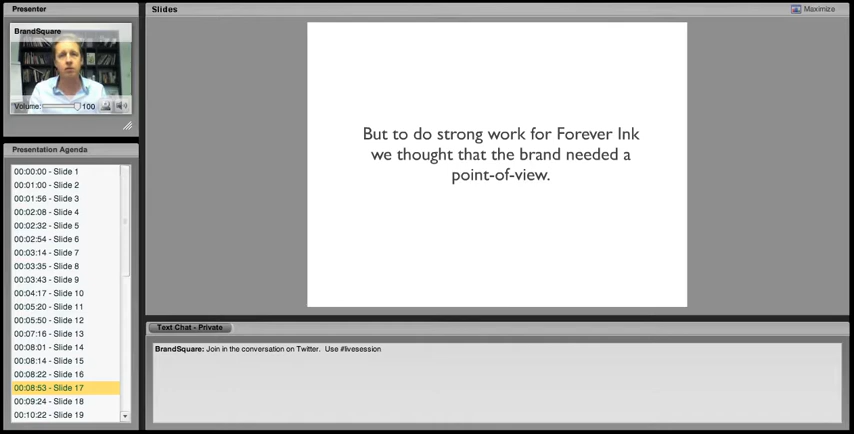 Presenter
BrandSquare
Volume: 100
Presentation Agenda
00:00:00 - Slide 1
00:01:00 - Slide 2
00:01:56 - Slide 3
00:02:08 - Slide 4
00:02:32 - Slide 5
00:02:54 - Slide 6
00:03:14 - Slide 7
00:03:35 - Slide 8
00:03:43 - Slide 9
00:04:17 - Slide 10
00:05:20 - Slide 11
00:05:50 - Slide 12
00:07:16 - Slide 13
00:08:01 - Slide 14
00:08:14 - Slide 15
00:08:22 - Slide 16
00:08:53 - Slide 17
00:09:24 - Slide 18
00:10:22 - Slide 19
Slides
Maximize
But to do strong work for Forever Ink
we thought that the brand needed a
point-of-view.
Text Chat - Private
BrandSquare: Join in the conversation on Twitter. Use #livesession